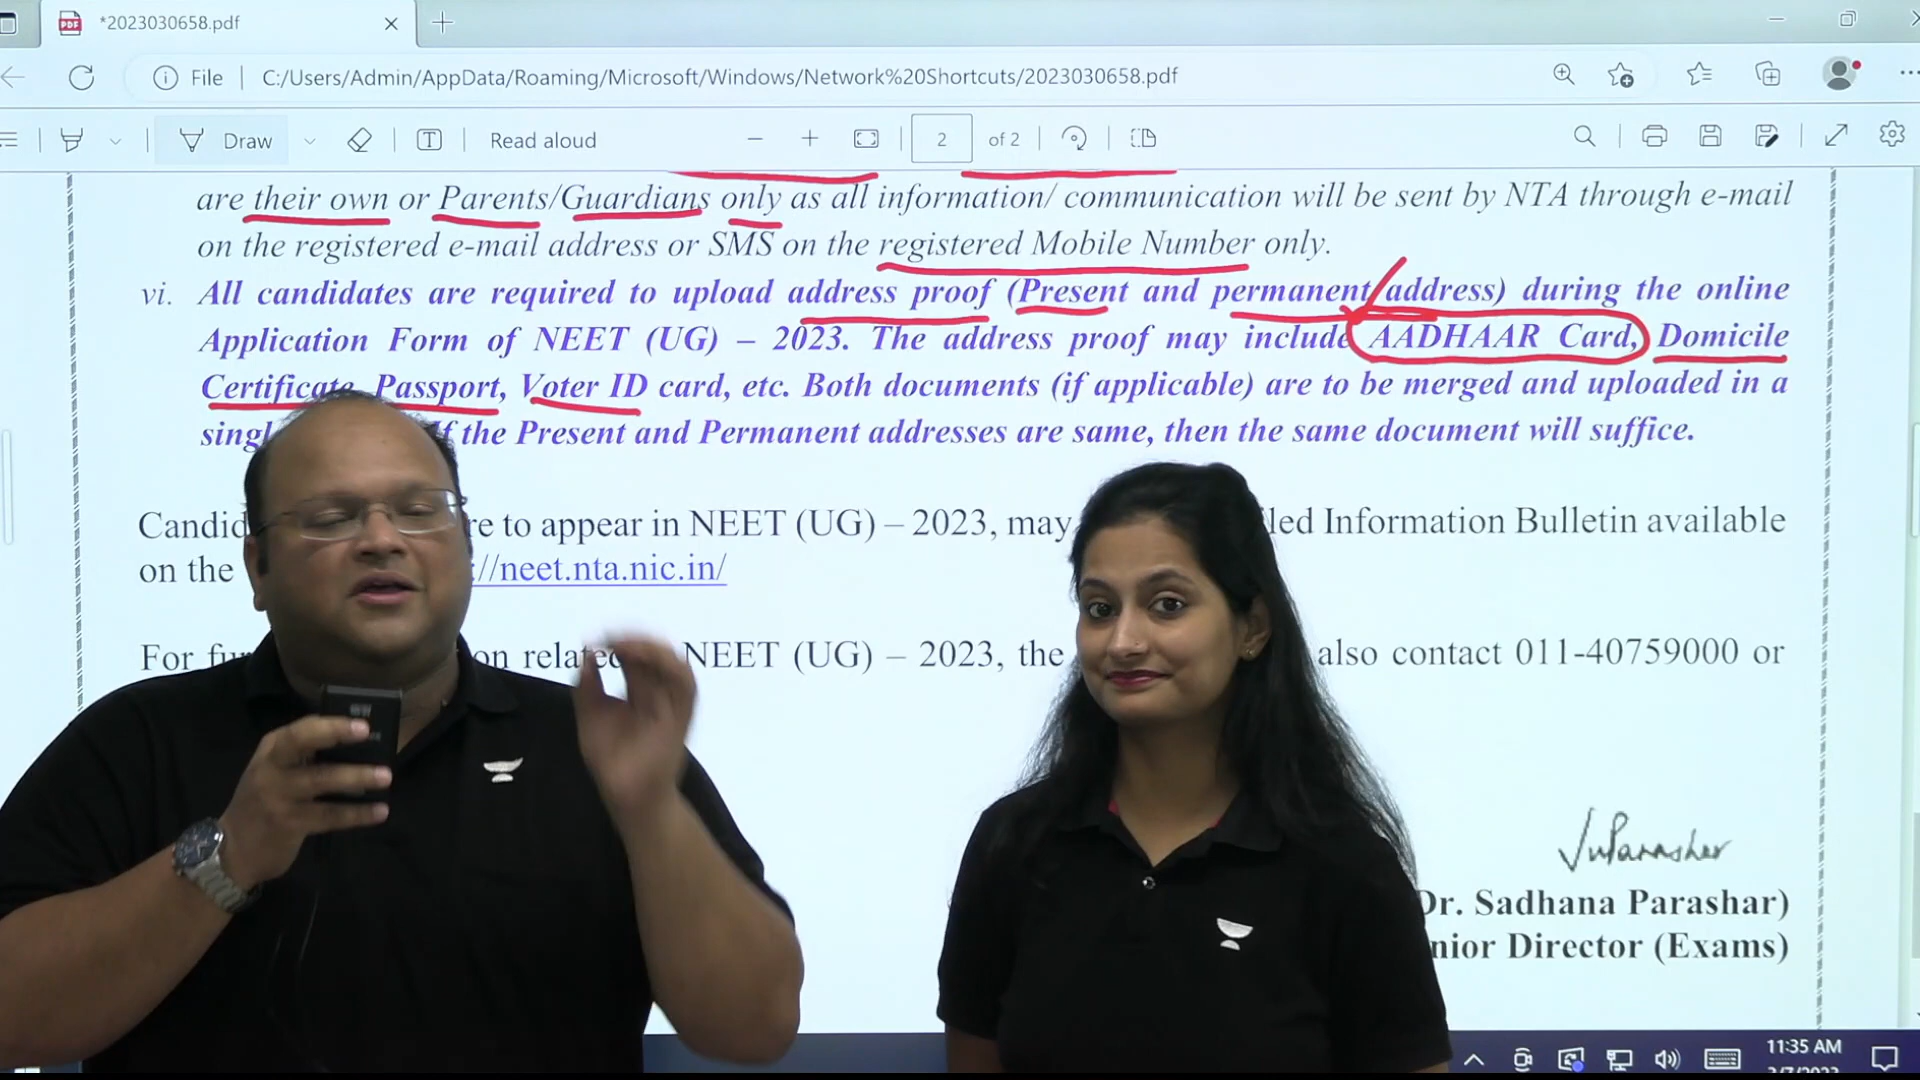 *2023030658.pdf
File
C:/Users/Admin/AppData/Roaming/Microsoft/Windows/Network%20Shortcuts/2023030658.pdf
Draw
Read aloud
2 of 2
are their own or Parents/Guardians only as all information/ communication will be sent by NTA through e-mail
on the registered e-mail address or SMS on the registered Mobile Number only.
vi. All candidates are required to upload address proof (Present and permanent address) during the online
Application Form of NEET (UG) – 2023. The address proof may include AADHAAR Card, Domicile
Certificate, Passport, Voter ID card, etc. Both documents (if applicable) are to be merged and uploaded in a
the Present and Permanent addresses are same, then the same document will suffice.
to appear in NEET (UG) – 2023, may Information Bulletin available
on the ://neet.nta.nic.in/
For NEET (UG) – 2023, the also contact 011-40759000 or
Dr. Sadhana Parashar)
Director (Exams)
11:35 AM